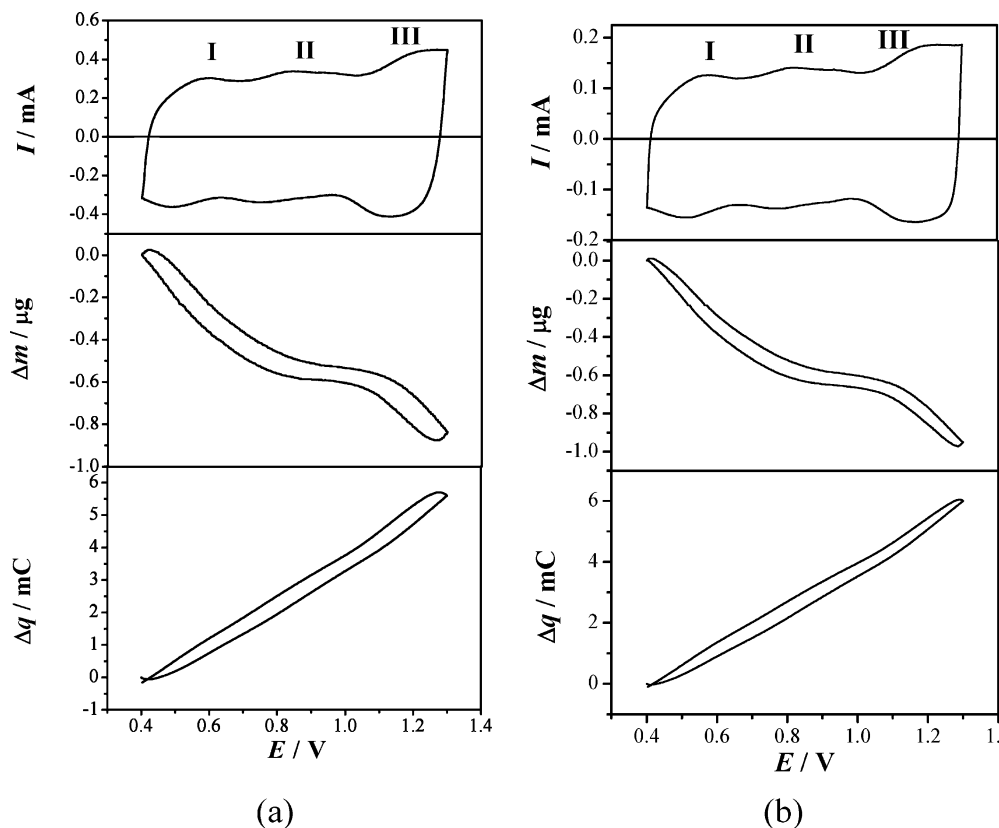 I II III
I / mA
0.6
0.4
0.2
0.0
-0.2
-0.4
Δm / μg
0.0
-0.2
-0.4
-0.6
-0.8
-1.0
Δq / mC
6
5
4
3
2
1
0
-1
0.4 0.6 0.8 1.0 1.2 1.4
E / V
(a)
I II III
I / mA
0.2
0.1
0.0
-0.1
-0.2
Δm / μg
0.0
-0.2
-0.4
-0.6
-0.8
-1.0
Δq / mC
6
4
2
0
0.4 0.6 0.8 1.0 1.2 1.
E / V
(b)